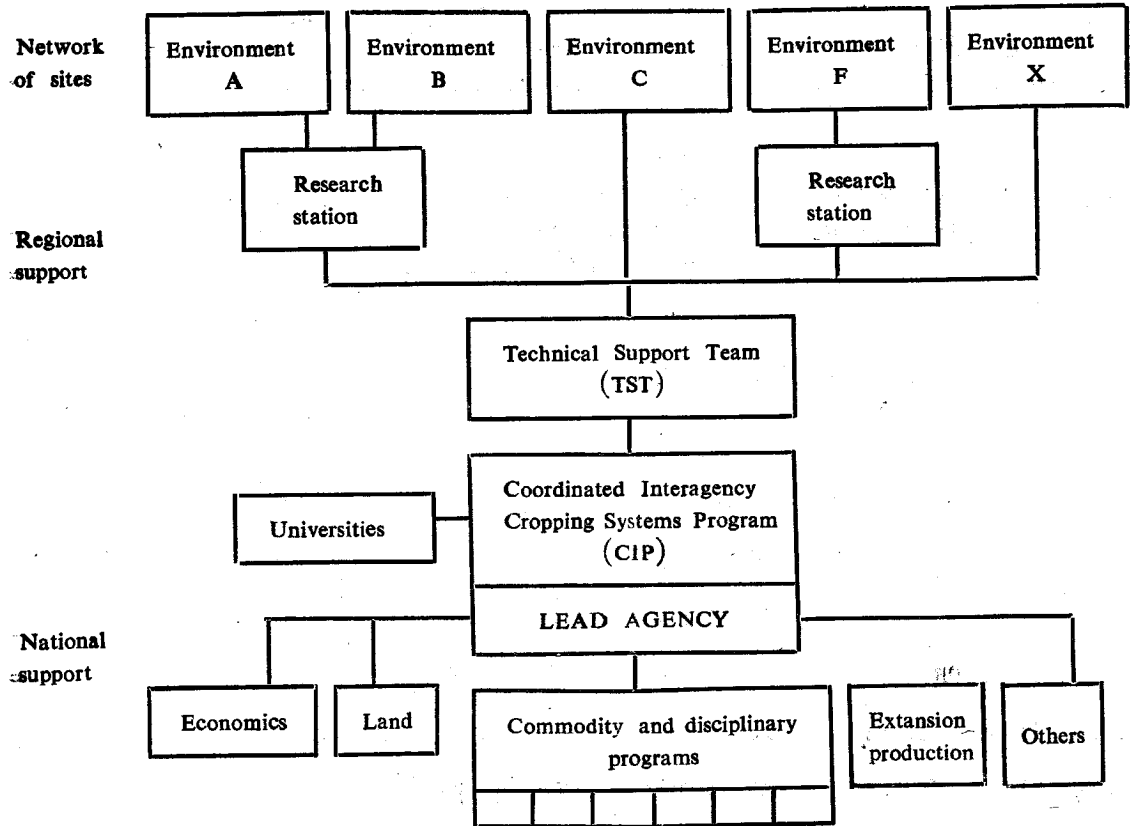 Network
of sites
Environment
A
Environment
B
Environment
C
Environment
F
Environment
X
Research
station
Research
station
Regional
support
Technical Support Team
(TST)
Coordinated Interagency
Cropping Systems Program
(CIP)
Universities
LEAD AGENCY
National
support
Economics
Land
Commodity and disciplinary
programs
Extansion
production
Others